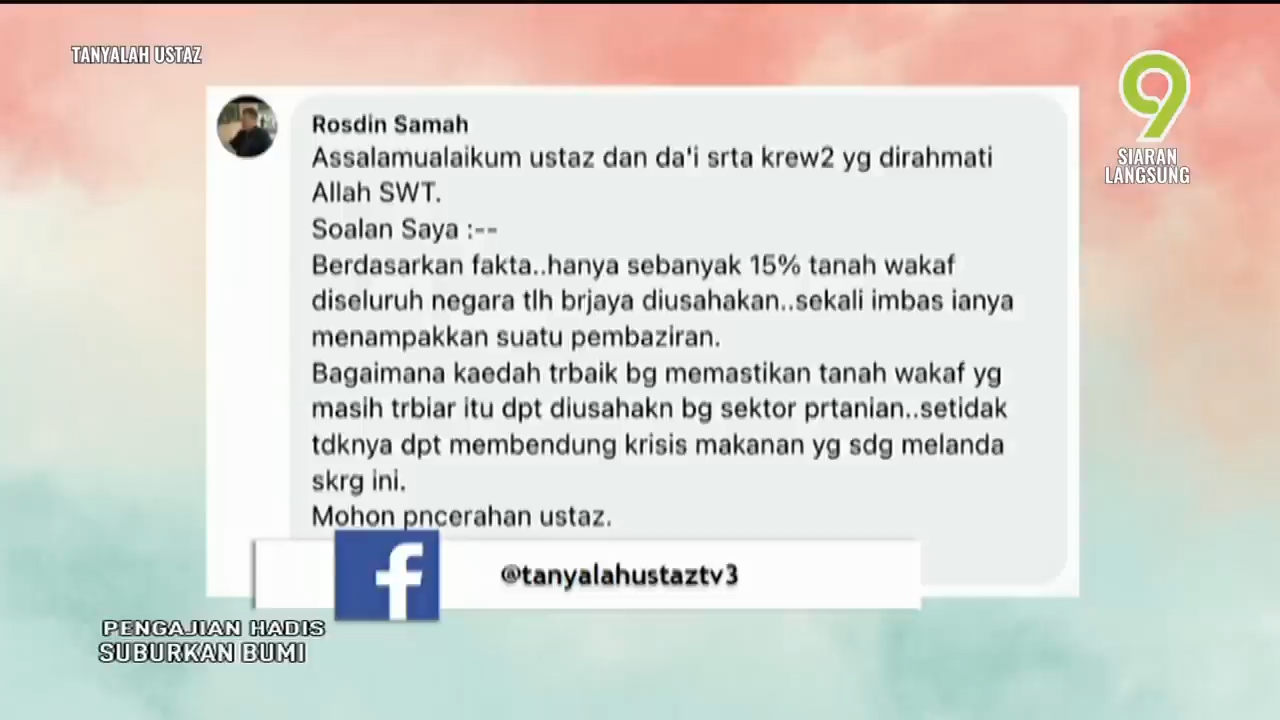 TANYALAH USTAZ
9
SIARAN
LANGSUNG
Rosdin Samah
Assalamualaikum ustaz dan da'i srta krew2 yg dirahmati
Allah SWT.
Soalan Saya :--
Berdasarkan fakta..hanya sebanyak 15% tanah wakaf
diseluruh negara tlh brjaya diusahakan..sekali imbas ianya
menampakkan suatu pembaziran.
Bagaimana kaedah trbaik bg memastikan tanah wakaf yg
masih trbiar itu dpt diusahakn bg sektor prtanian..setidak
tdknya dpt membendung krisis makanan yg sdg melanda
skrg ini.
Mohon pncerahan ustaz.
f
@tanyalahustaztv3
PENGAJIAN HADIS
SUBURKAN BUMI